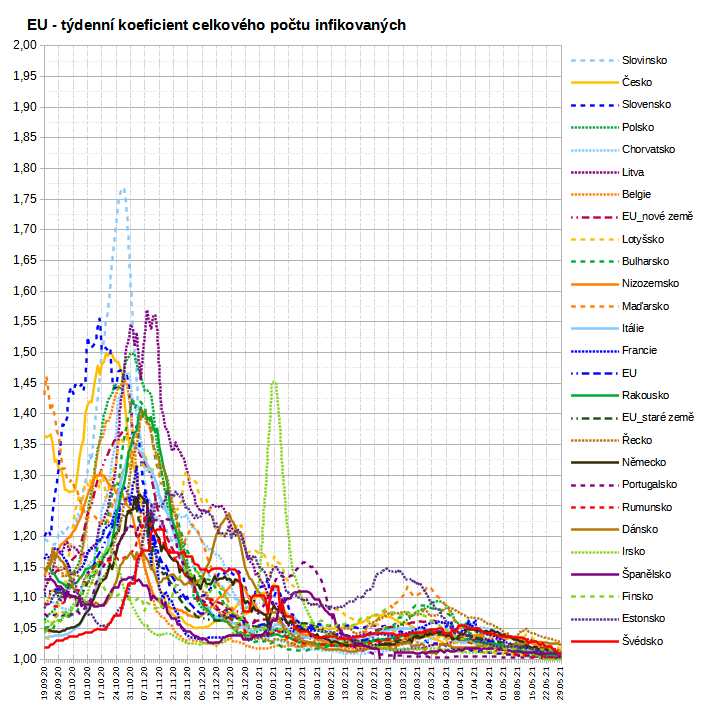 EU - týdenní koeficient celkového počtu infikovaných
2,00
1,95
1,90
1,85
1,80
1,75
1,70
1,65
1,60
1,55
1,50
1,45
1,40
1,35
1,30
1,25
1,20
1,15
1,10
1,05
1,00
19.09.20
26.09.20
03.10.20
10.10.20
17.10.20
24.10.20
31.10.20
07.11.20
14.11.20
21.11.20
28.11.20
05.12.20
12.12.20
19.12.20
26.12.20
02.01.21
09.01.21
16.01.21
23.01.21
30.01.21
06.02.21
13.02.21
20.02.21
27.02.21
06.03.21
13.03.21
20.03.21
27.03.21
03.04.21
10.04.21
17.04.21
24.04.21
01.05.21
08.05.21
15.05.21
22.05.21
29.05.21
Slovinsko
Česko
Slovensko
Polsko
Chorvatsko
Litva
Belgie
EU_nové země
Lotyšsko
Bulharsko
Nizozemsko
Maďarsko
Itálie
Francie
EU
Rakousko
EU_staré země
Řecko
Německo
Portugalsko
Rumunsko
Dánsko
Irsko
Španělsko
Finsko
Estonsko
Švédsko